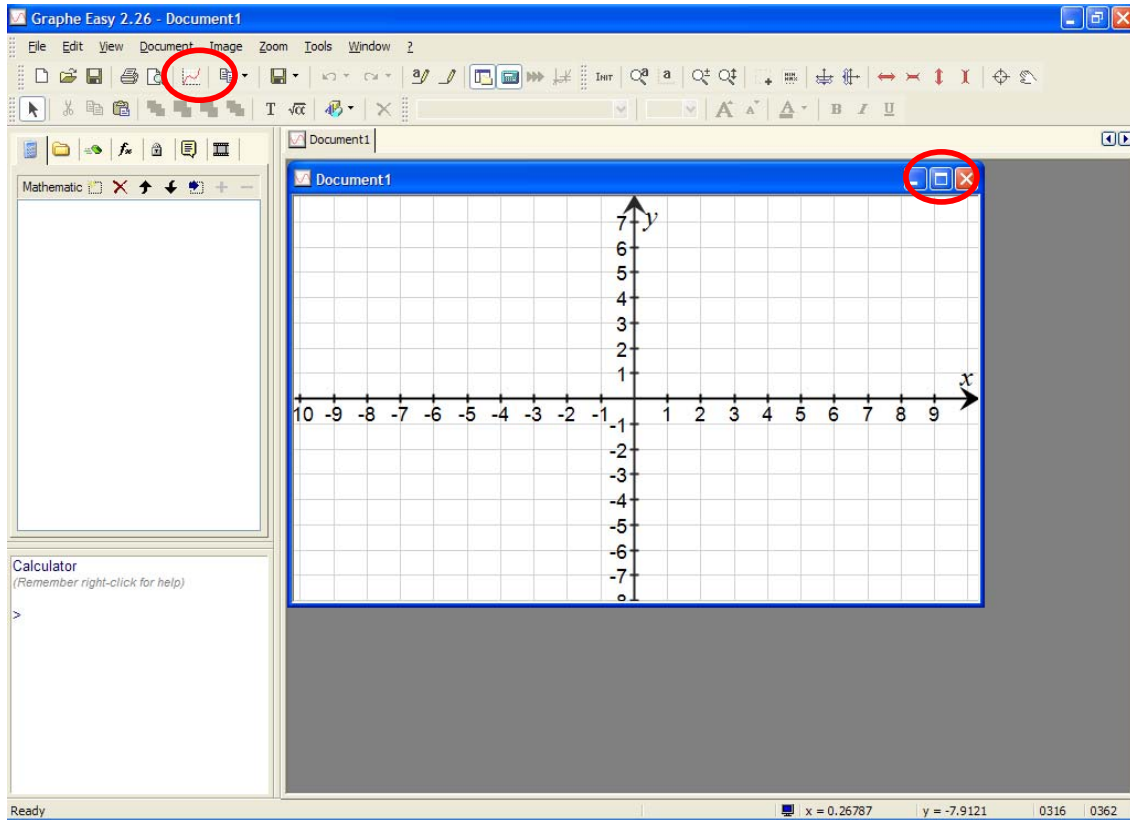 Graphe Easy 2.26 - Document1
File Edit View Document Image Zoom Tools Window ?
INIT a a
T √α A A A B I U
Document1
fx
Mathematic
Document1
y
7
6
5
4
3
2
1
x
10 -9 -8 -7 -6 -5 -4 -3 -2 -1 1 2 3 4 5 6 7 8 9
-1
-2
-3
-4
-5
-6
-7
Calculator
(Remember right-click for help)
>
Ready x = 0.26787 y = -7.9121 0316 0362